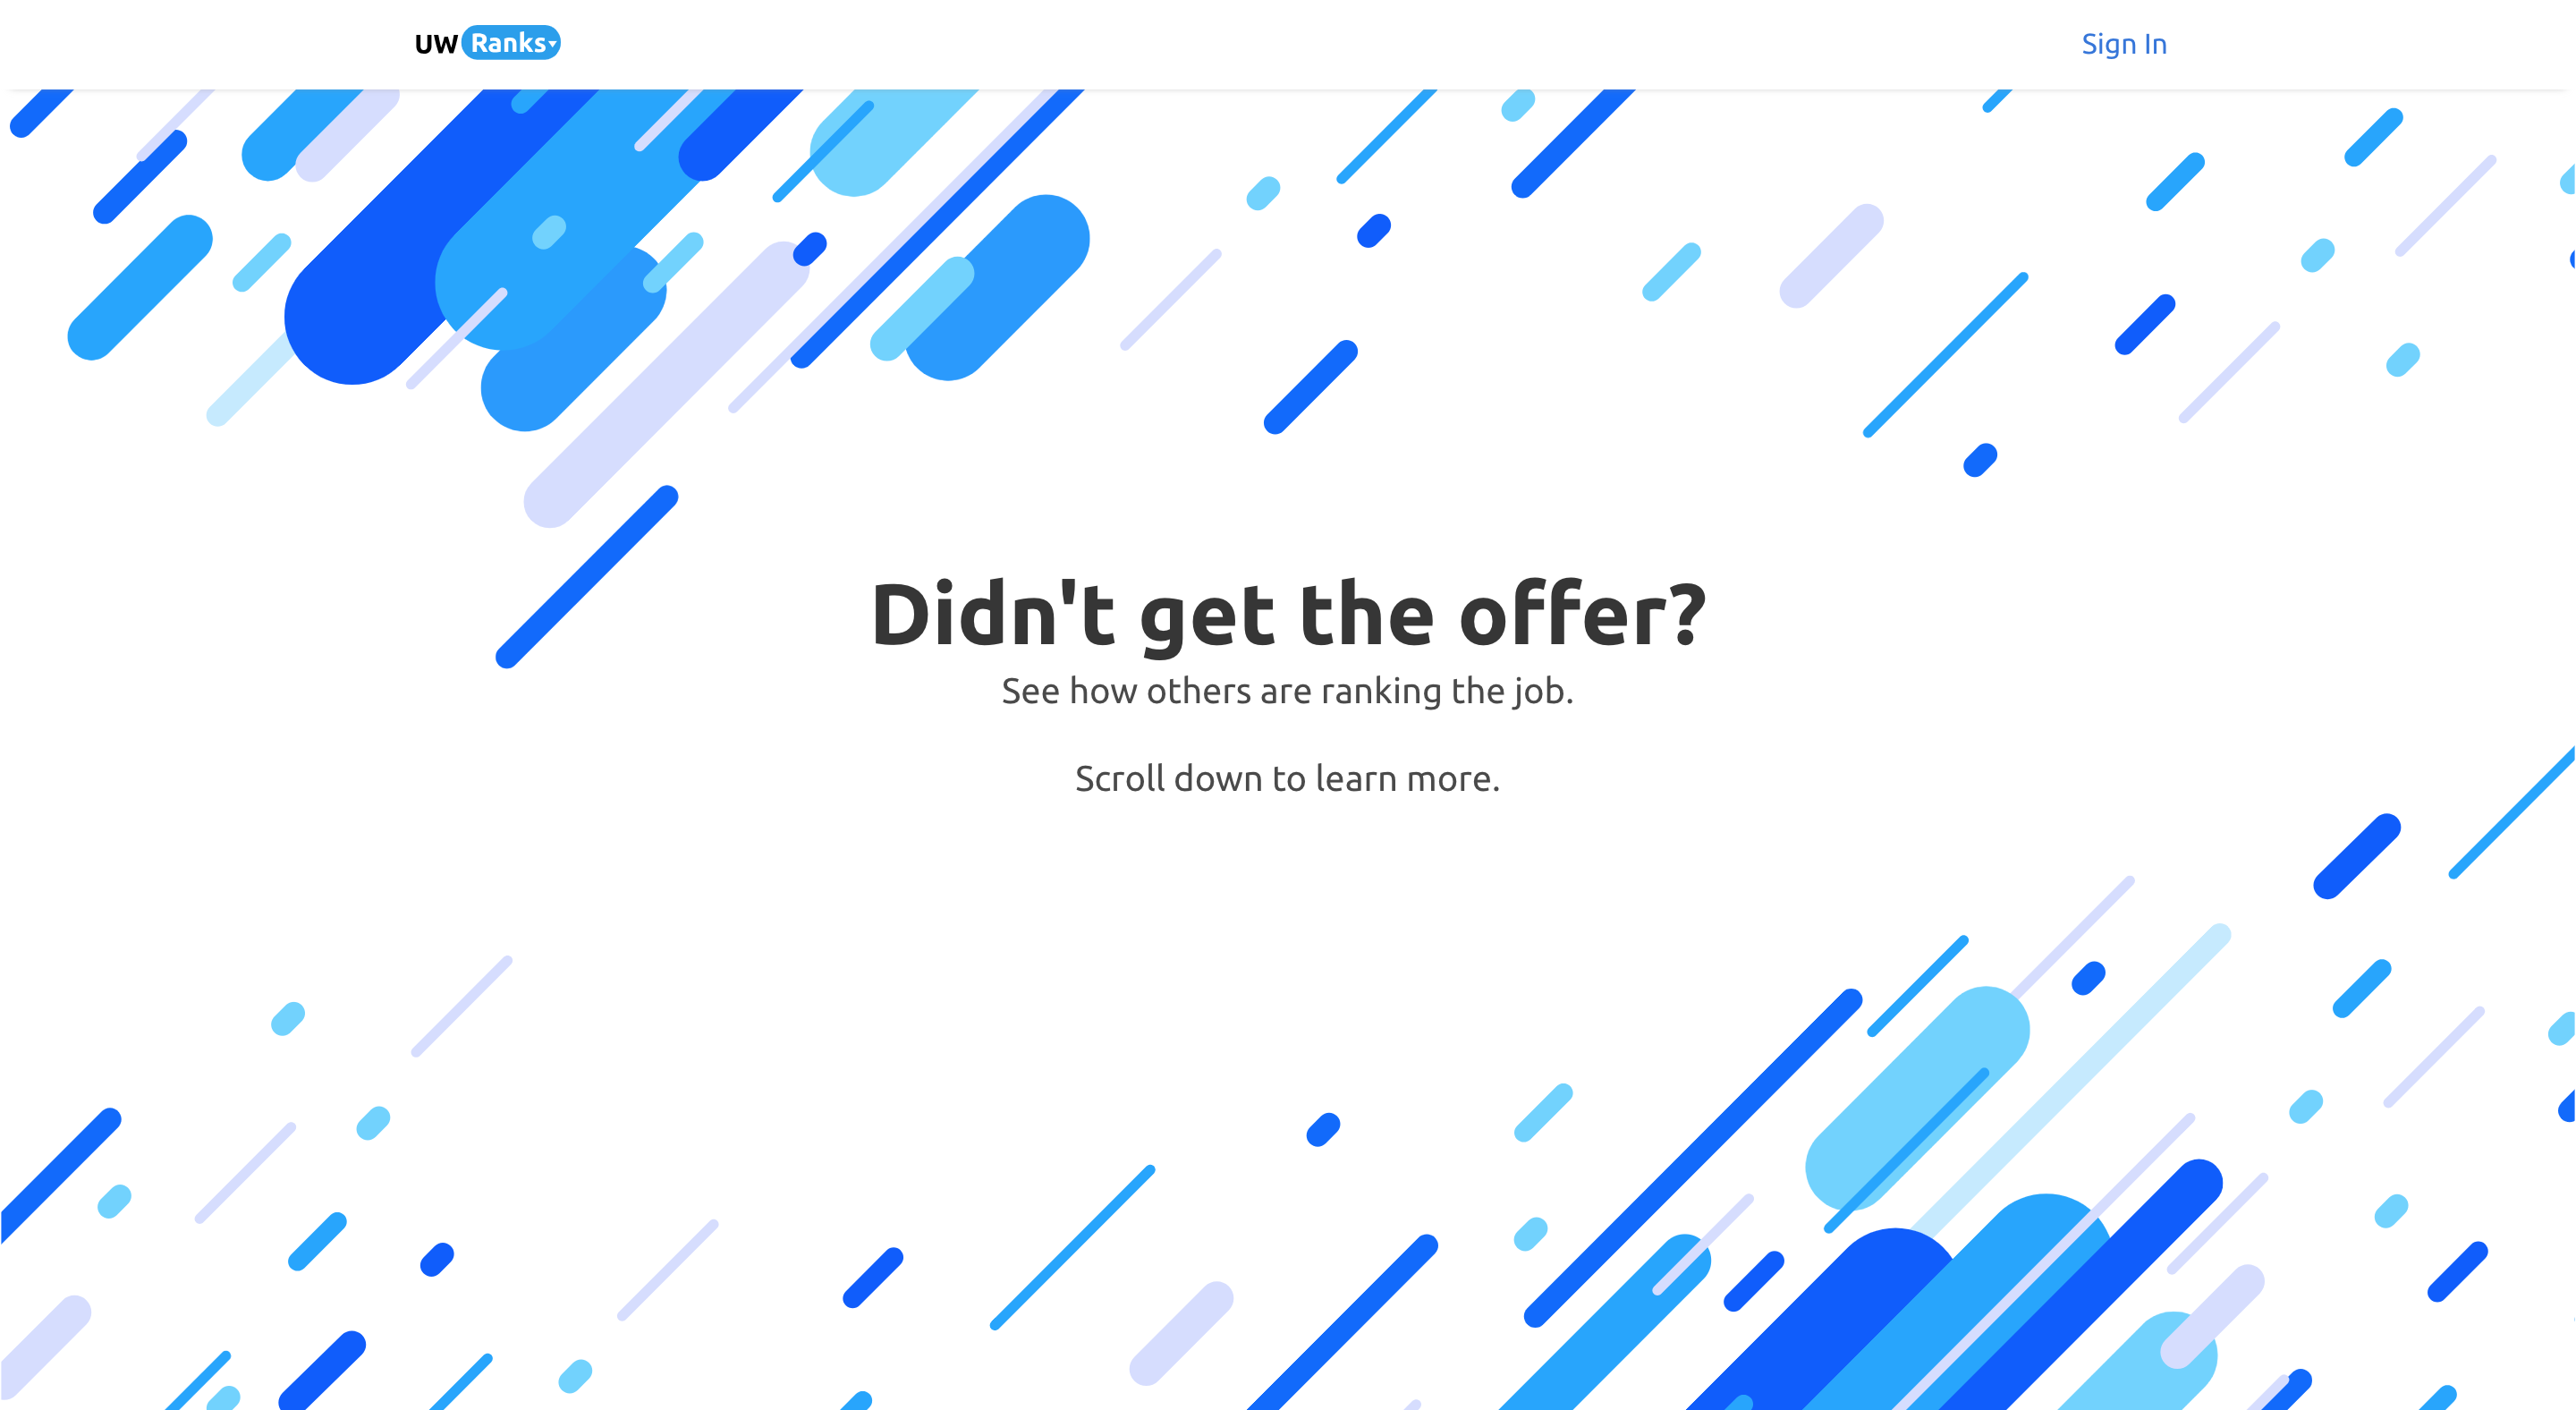 UW Ranks
Sign In
Didn't get the offer?
See how others are ranking the job.
Scroll down to learn more.